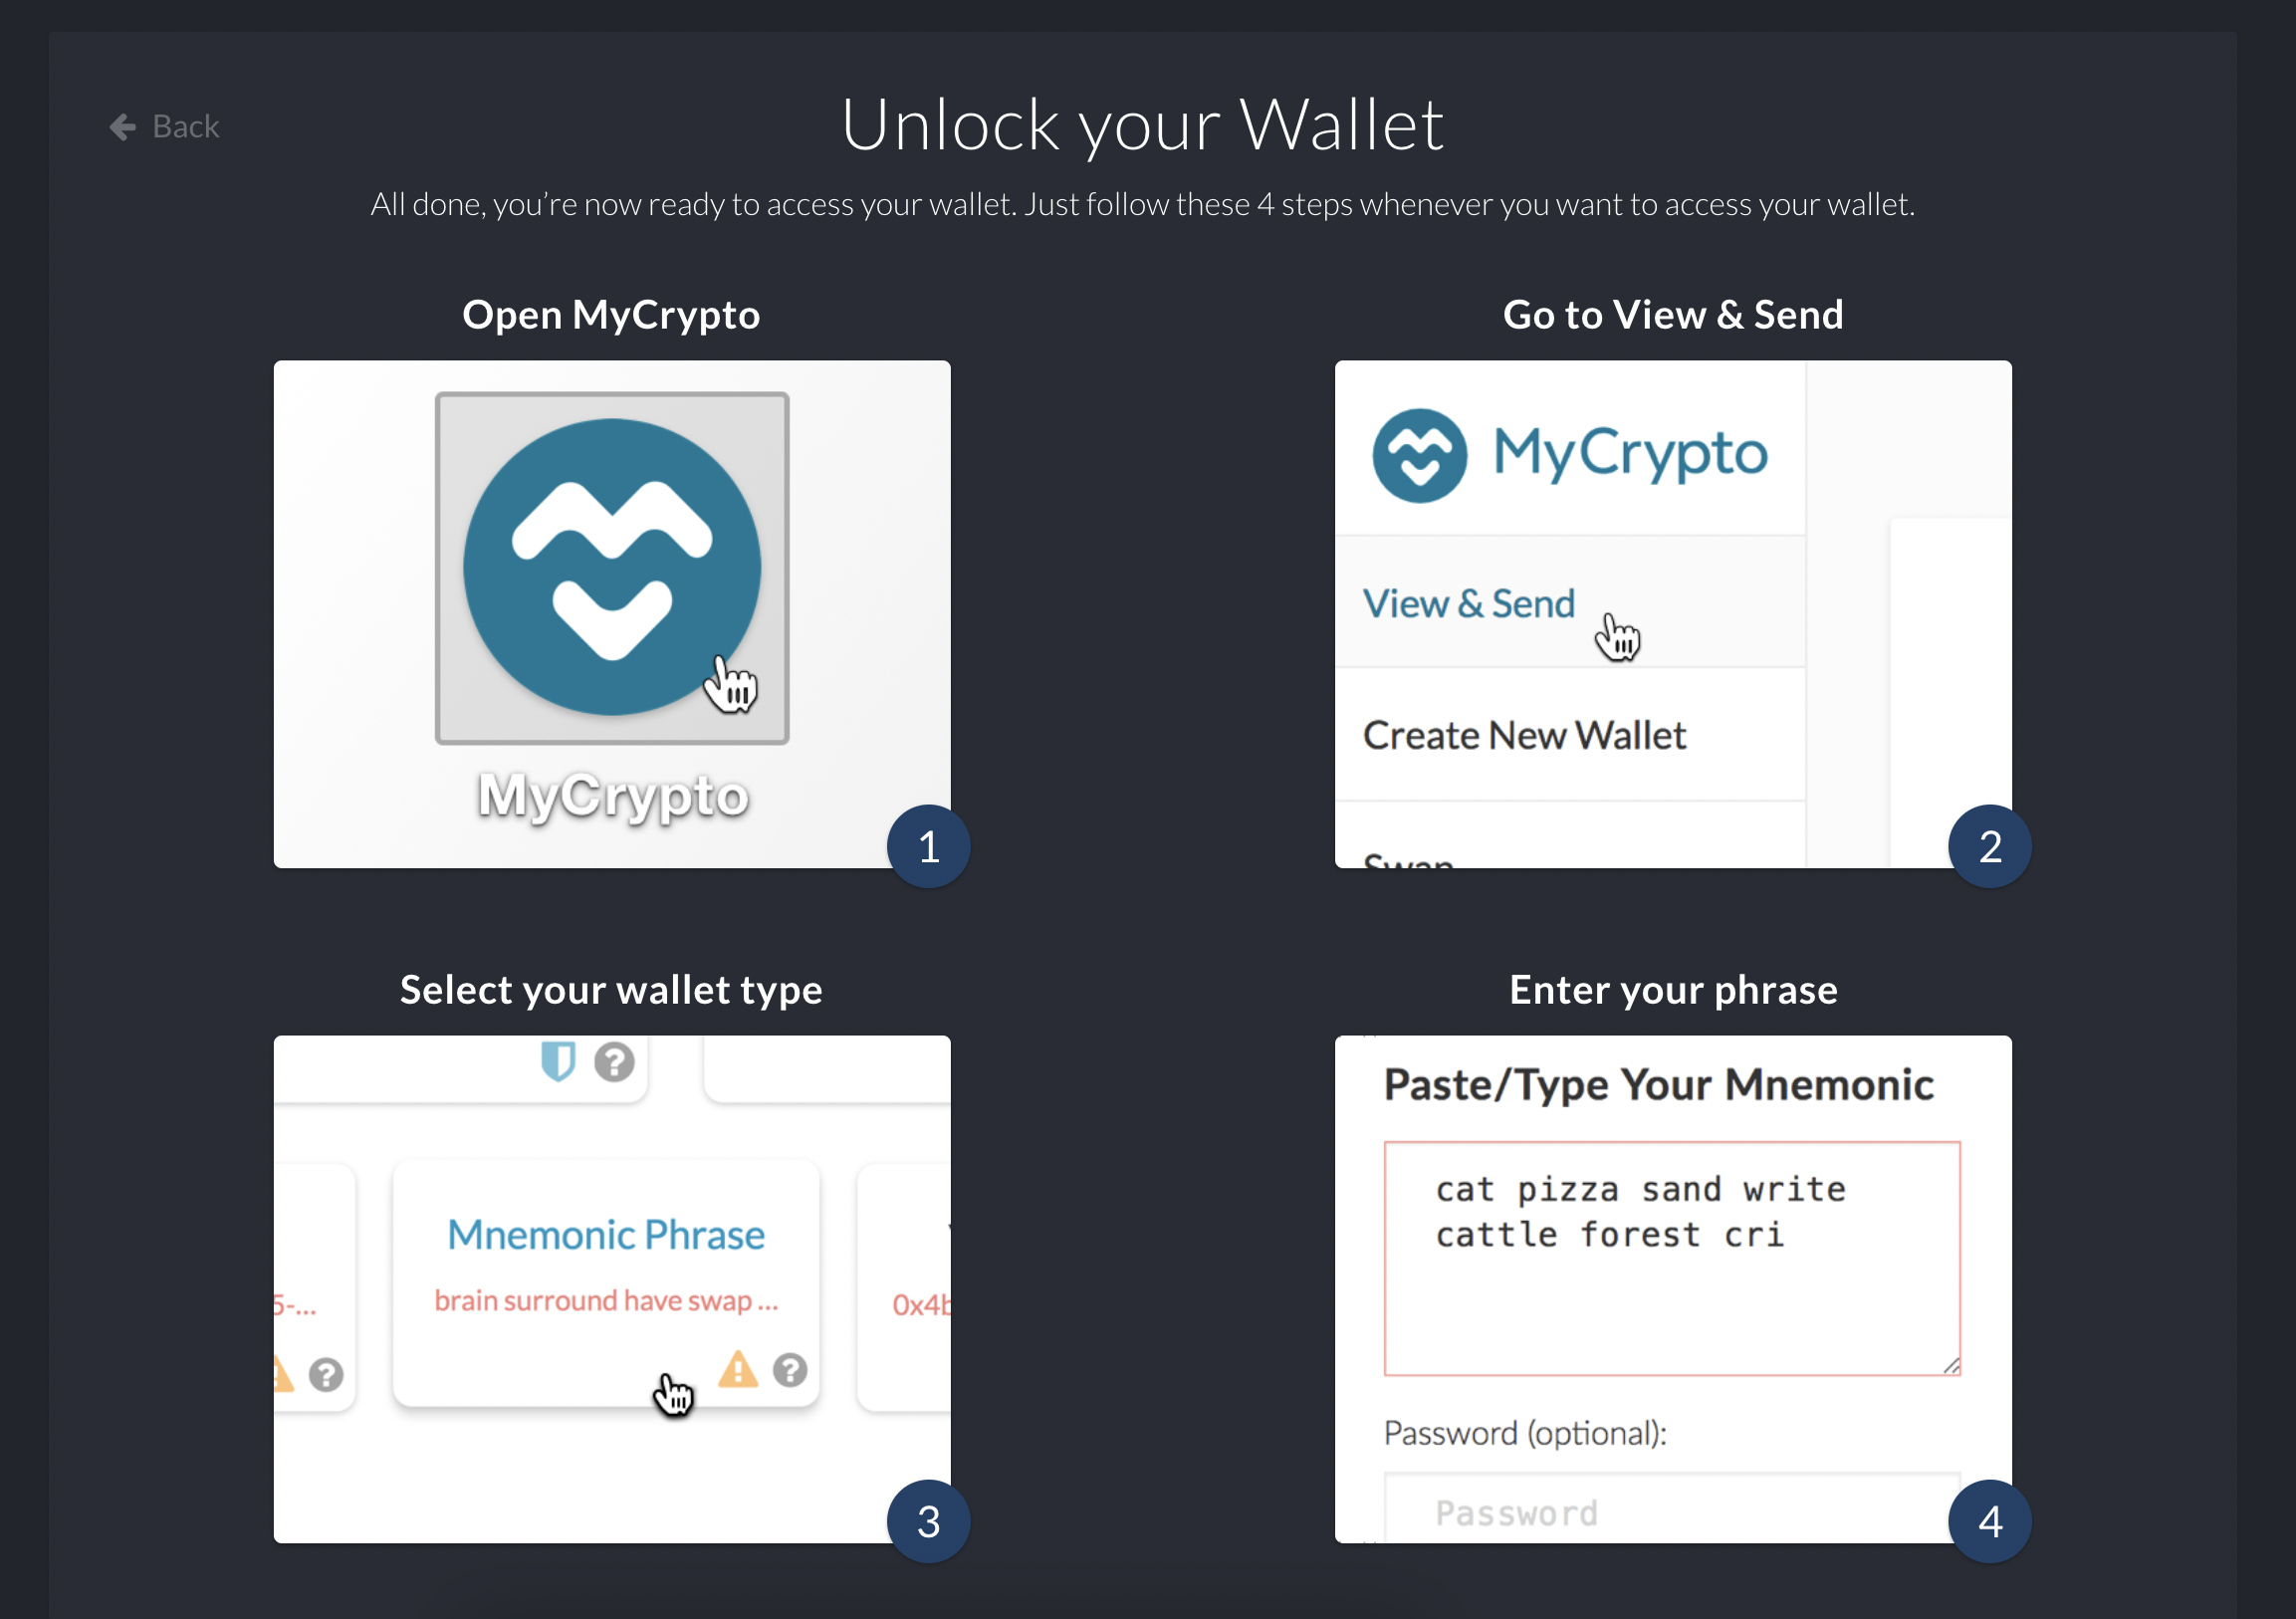 Back
Unlock your Wallet
All done, you're now ready to access your wallet. Just follow these 4 steps whenever you want to access your wallet.
Open MyCrypto
MyCrypto
1
Go to View & Send
MyCrypto
View & Send
Create New Wallet
Swap
2
Select your wallet type
Mnemonic Phrase
brain surround have swap ...
5-...
0x4b
3
Enter your phrase
Paste/Type Your Mnemonic
cat pizza sand write
cattle forest cri
Password (optional):
Password
4